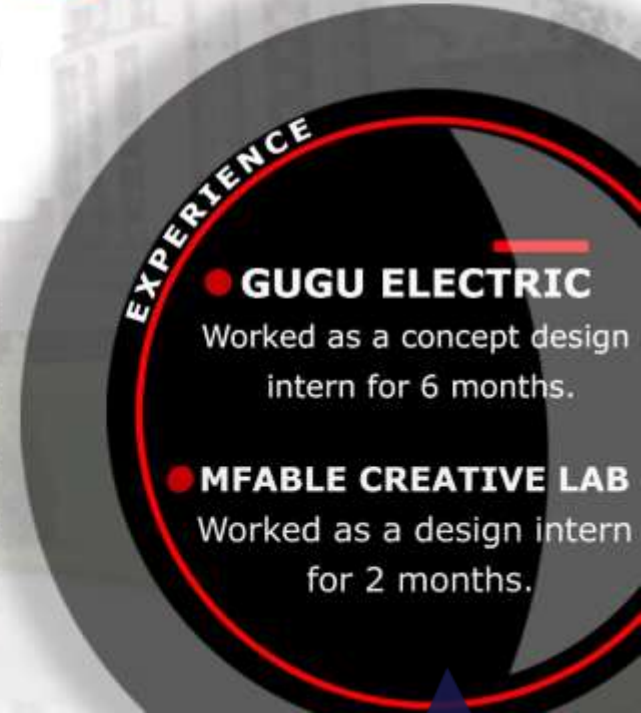 EXPERIENCE
GUGU ELECTRIC
Worked as a concept design
intern for 6 months.
MFABLE CREATIVE LAB
Worked as a design intern
for 2 months.